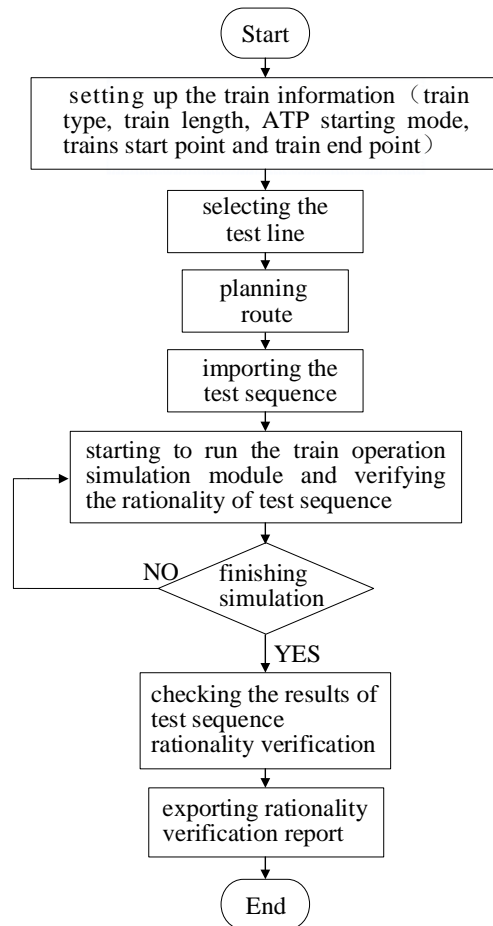 Start
setting up the train information（train
type, train length, ATP starting mode,
trains start point and train end point）
selecting the
test line
planning
route
importing the
test sequence
starting to run the train operation
simulation module and verifying
the rationality of test sequence
NO
finishing
simulation
YES
checking the results of
test sequence
rationality verification
exporting rationality
verification report
End